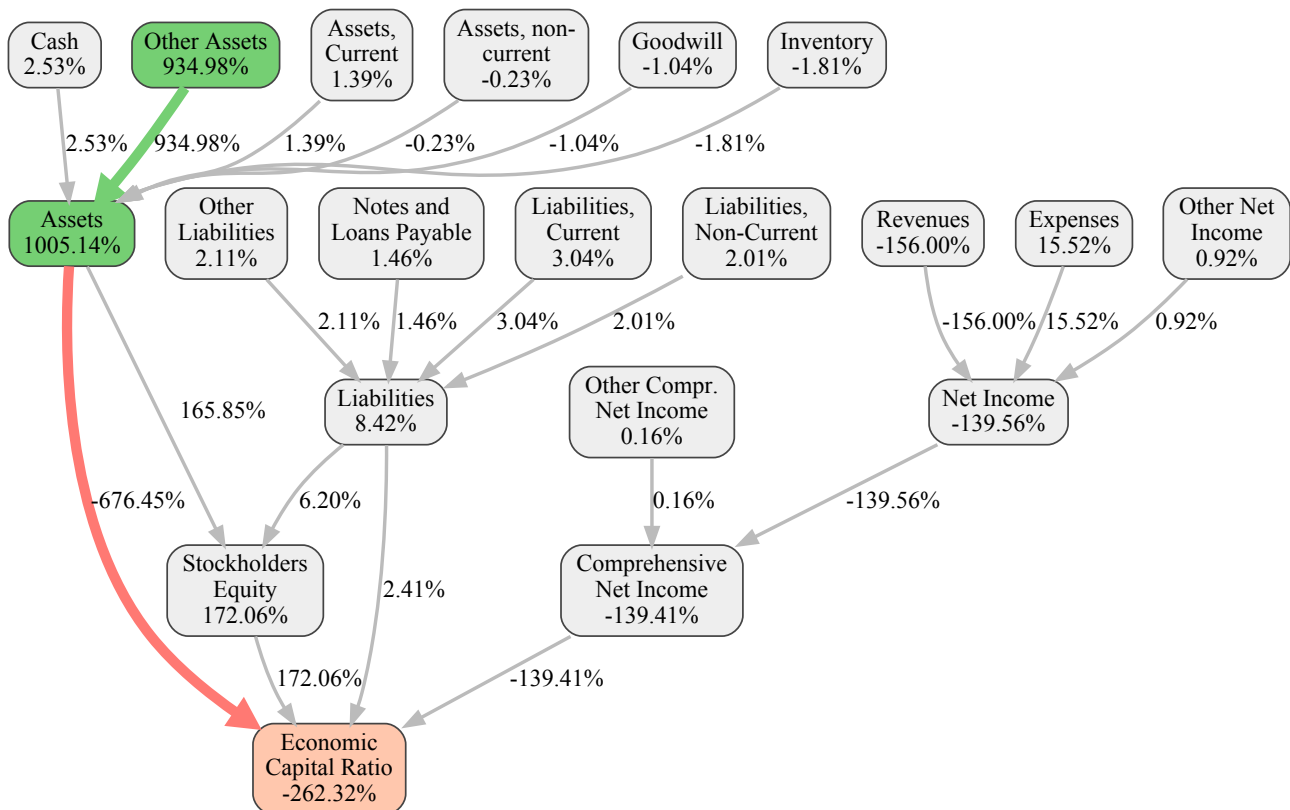 Cash
2.53%
Other Assets
934.98%
Assets,
Current
1.39%
Assets, non-
current
-0.23%
Goodwill
-1.04%
Inventory
-1.81%
2.53%
934.98%
1.39%
-0.23%
-1.04%
-1.81%
Assets
1005.14%
Other
Liabilities
2.11%
Notes and
Loans Payable
1.46%
Liabilities,
Current
3.04%
Liabilities,
Non-Current
2.01%
Revenues
-156.00%
Expenses
15.52%
Other Net
Income
0.92%
2.11%
1.46%
3.04%
2.01%
-156.00%
15.52%
0.92%
165.85%
Liabilities
8.42%
Other Compr.
Net Income
0.16%
Net Income
-139.56%
-676.45%
6.20%
0.16%
-139.56%
Stockholders
Equity
172.06%
2.41%
Comprehensive
Net Income
-139.41%
172.06%
-139.41%
Economic
Capital Ratio
-262.32%